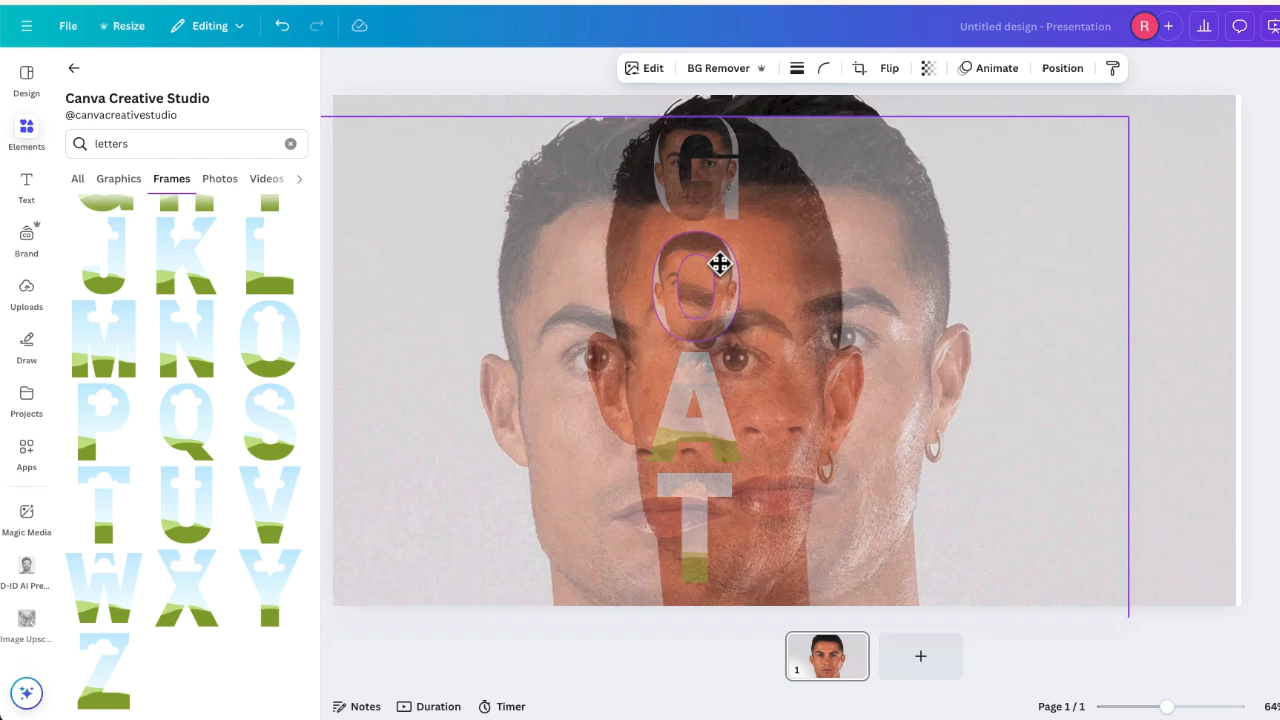 File
Resize
Editing
Untitled design - Presentation
R
Design
Elements
Text
Brand
Uploads
Draw
Projects
Apps
Magic Media
D-ID AI Pre...
Image Upsc...
Canva Creative Studio
@canvacreativestudio
letters
All
Graphics
Frames
Photos
Videos
J K L
M N O
P Q S
T U V
W X Y
Z
Edit
BG Remover
Flip
Animate
Position
G
O
A
T
1
Notes
Duration
Timer
Page 1 / 1
64%